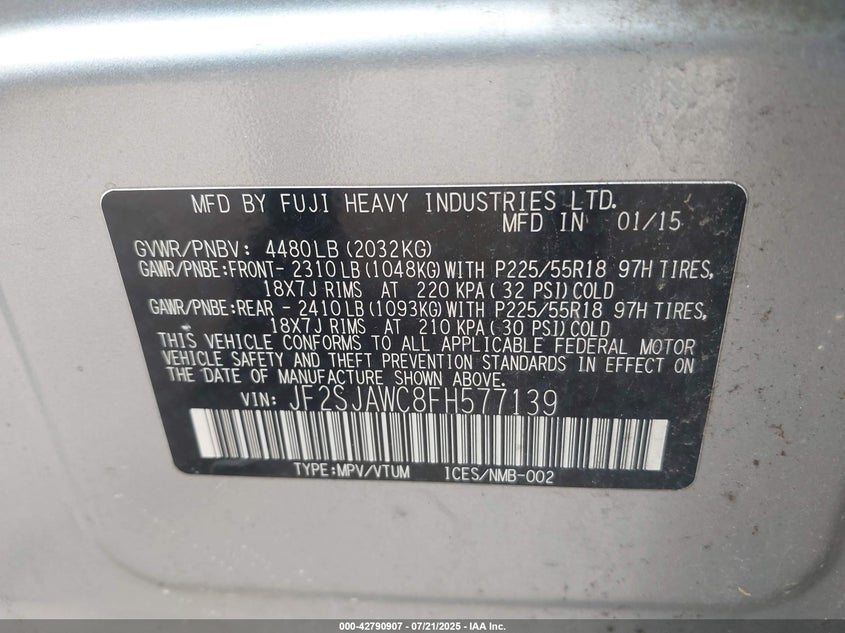 MFD BY FUJI HEAVY INDUSTRIES LTD.
MFD IN 01/15
GVWR/PNBV: 4480LB(2032KG)
GAWR/PNBE:FRONT- 2310LB(1048KG)WITH P225/55R18 97H TIRES,
18X7J RIMS AT 220 KPA(32 PSI)COLD
GAWR/PNBE:REAR - 2410LB(1093KG)WITH P225/55R18 97H TIRES,
18X7J RIMS AT 210 KPA(30 PSI)COLD
THIS VEHICLE CONFORMS TO ALL APPLICABLE FEDERAL MOTOR
VEHICLE SAFETY AND THEFT PREVENTION STANDARDS IN EFFECT ON
THE DATE OF MANUFACTURE SHOWN ABOVE.
VIN: JF2SJAWC8FH577139
TYPE:MPV/VTUM ICES/NMB-002
000-42790907 - 07/21/2025 - IAA Inc.